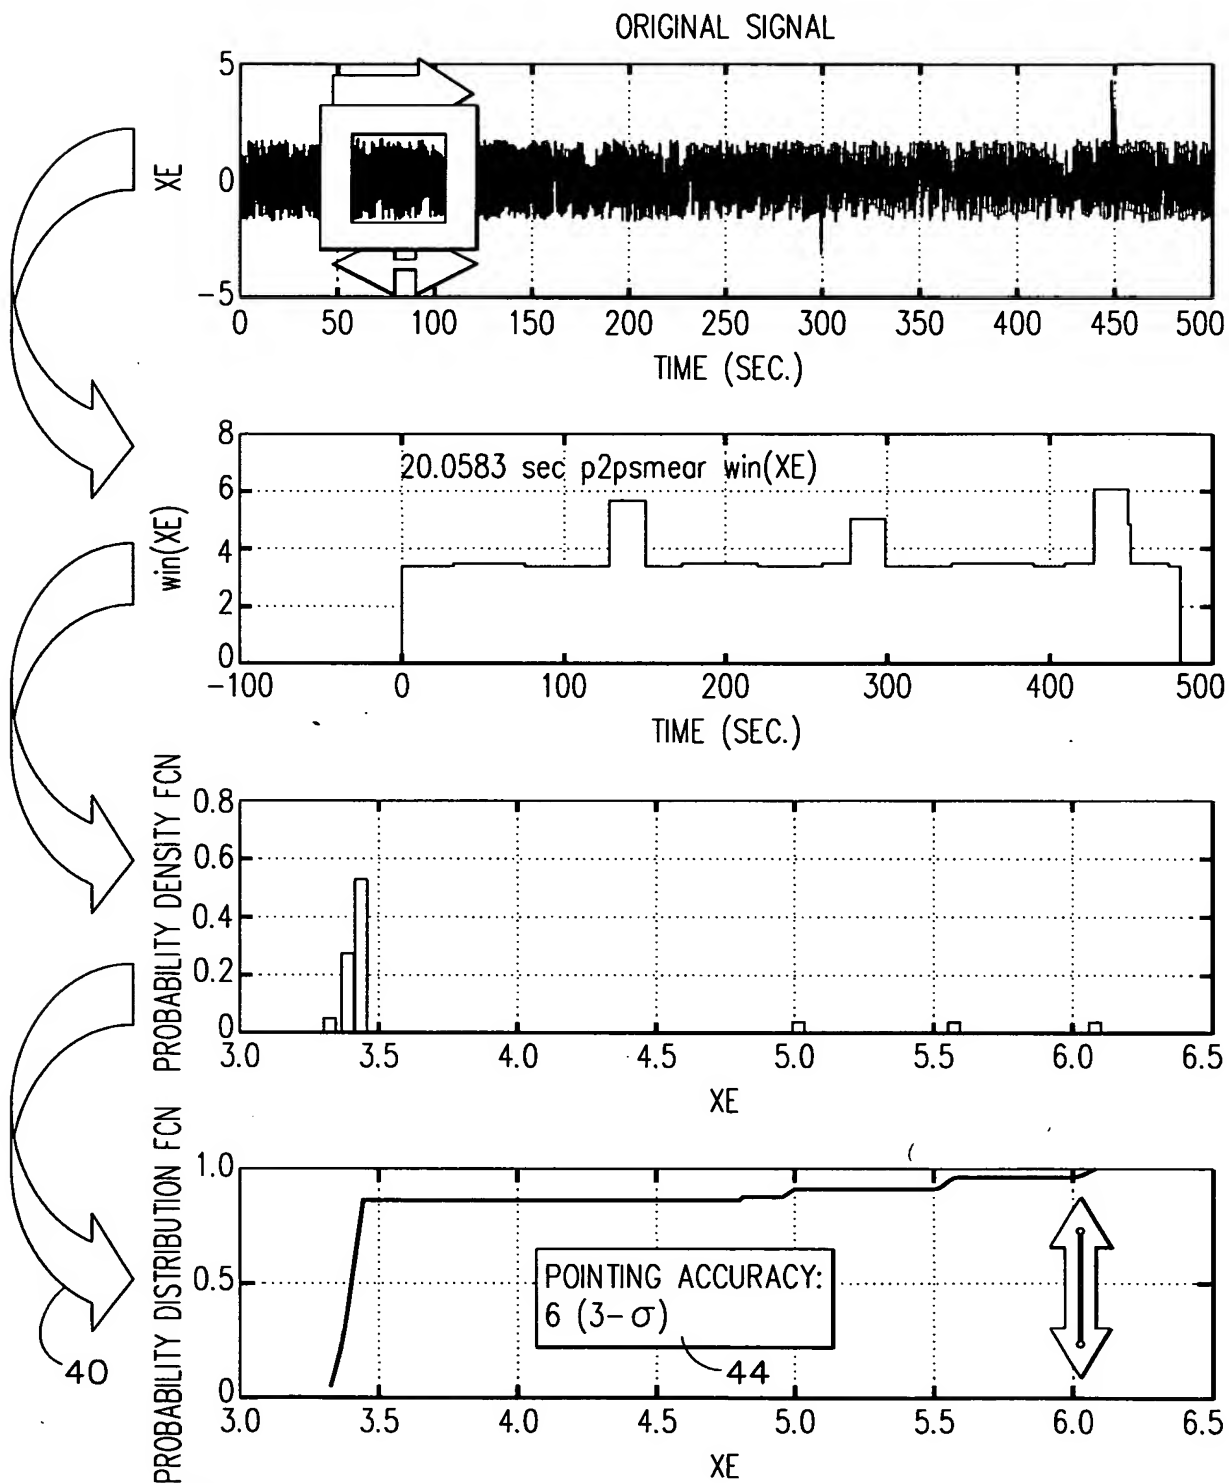 ORIGINAL SIGNAL
XE
5
0
-5
0 50 100 150 200 250 300 350 400 450 500
TIME (SEC.)
win(XE)
8
6
4
2
0
20.0583 sec p2psmear win(XE)
-100 0 100 200 300 400 500
TIME (SEC.)
PROBABILITY DENSITY FCN
0.8
0.6
0.4
0.2
0
3.0 3.5 4.0 4.5 5.0 5.5 6.0 6.5
XE
PROBABILITY DISTRIBUTION FCN
1.0
0.5
0
POINTING ACCURACY:
6 (3-σ)
44
40
3.0 3.5 4.0 4.5 5.0 5.5 6.0 6.5
XE